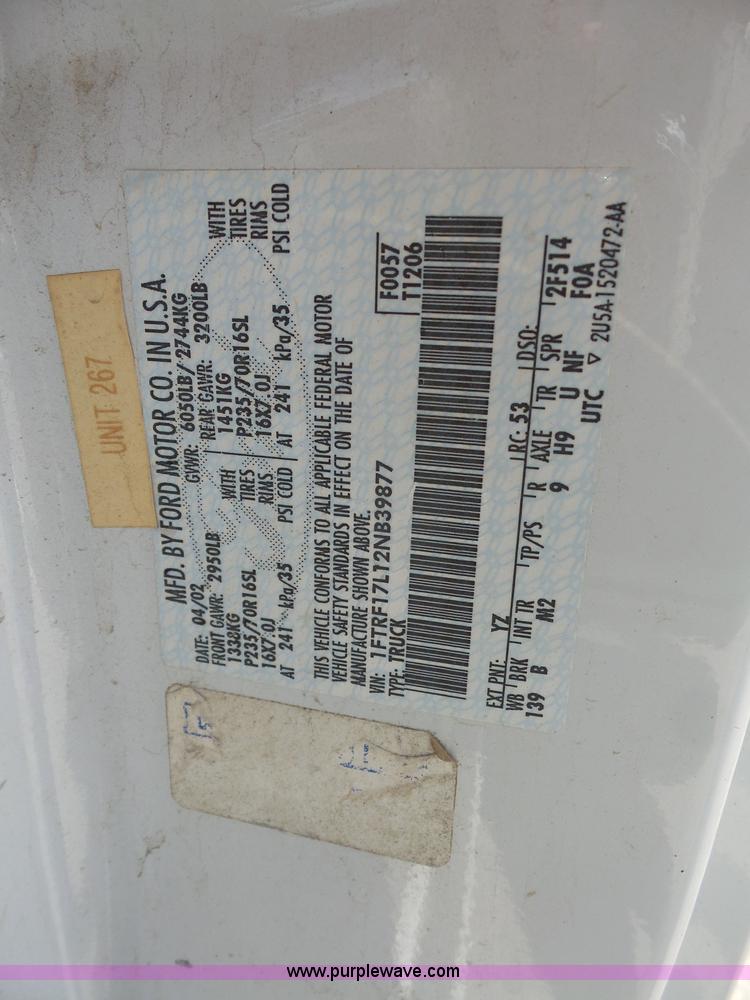 UNIT 267
MFD. BY FORD MOTOR CO. IN U.S.A.
DATE: 04/02 GVWR: 6050LB/ 2744KG
FRONT GAWR: 2950LB REAR GAWR: 3200LB
1338KG WITH 1451KG WITH
P235/70R16SL TIRES P235/70R16SL TIRES
16X7.0J RIMS 16X7.0J RIMS
AT 241 kPa/35 PSI COLD AT 241 kPa/35 PSI COLD
THIS VEHICLE CONFORMS TO ALL APPLICABLE FEDERAL MOTOR
VEHICLE SAFETY STANDARDS IN EFFECT ON THE DATE OF
MANUFACTURE SHOWN ABOVE.
VIN: 1FTRF17L12NB39877 F0057
TYPE: TRUCK T1206
EXT PNT: YZ RC: 53 DSO:
WB BRK INT TR TP/PS R AXLE TR SPR 2F514
139 B M2 9 H9 U NF F0A
UTC ▽ 2U5A-1520472-AA
www.purplewave.com